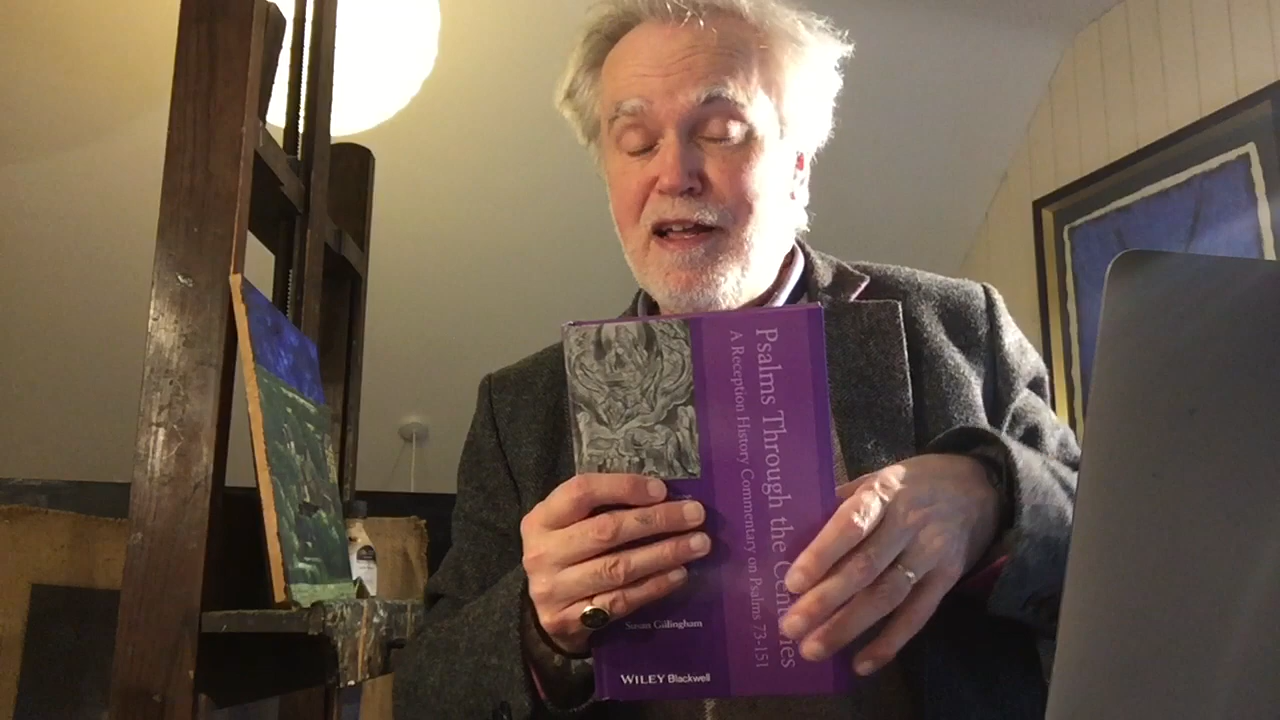 Psalms Through the Centuries
A Reception History Commentary on Psalms 73-151
Susan Gillingham
WILEY Blackwell